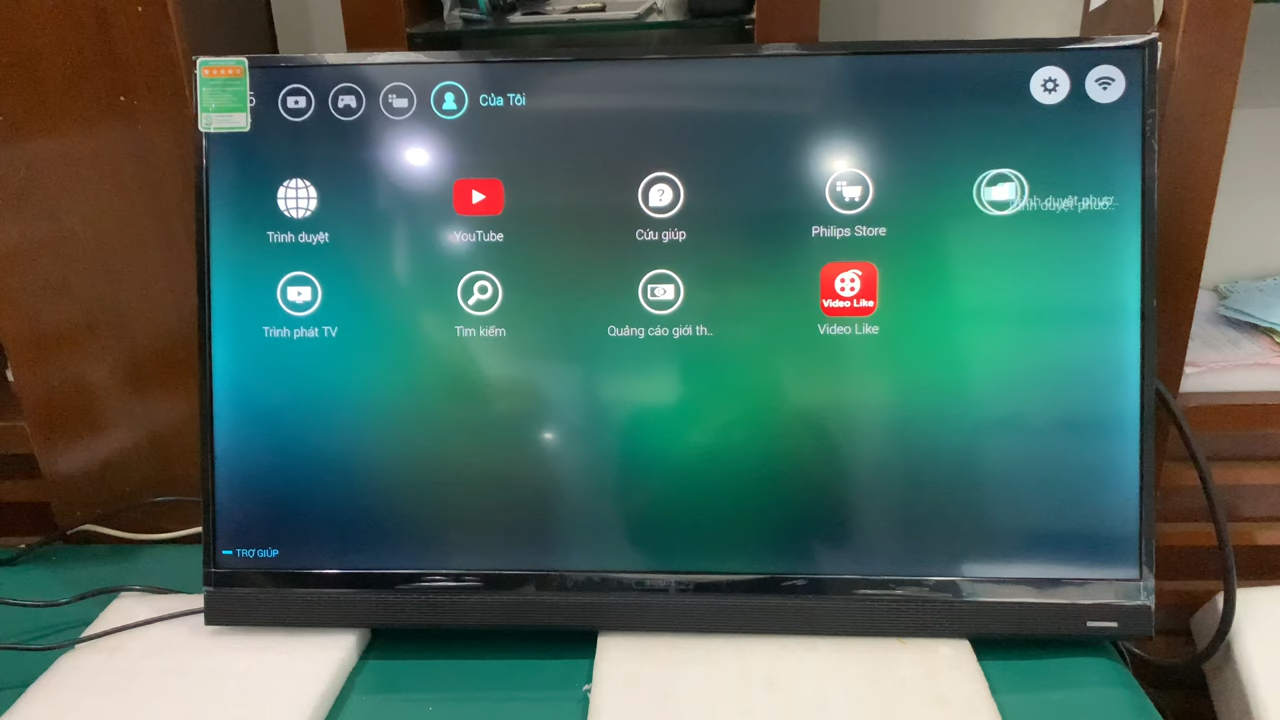 Của Tôi
Trình duyệt
YouTube
Cứu giúp
Philips Store
Trình phát TV
Tìm kiếm
Quảng cáo giới th..
Video Like
Video Like
TRỢ GIÚP